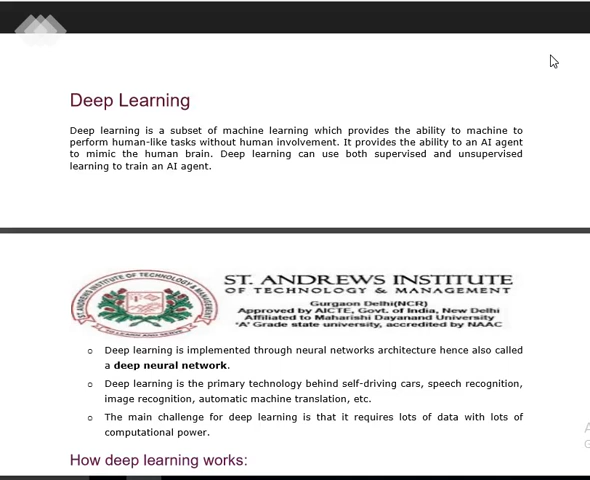 Deep Learning
Deep learning is a subset of machine learning which provides the ability to machine to
perform human-like tasks without human involvement. It provides the ability to an AI agent
to mimic the human brain. Deep learning can use both supervised and unsupervised
learning to train an AI agent.
ST. ANDREWS INSTITUTE OF TECHNOLOGY & MANAGEMENT
ST. ANDREWS INSTITUTE
OF TECHNOLOGY & MANAGEMENT
Gurgaon Delhi(NCR)
Approved by AICTE, Govt. of India, New Delhi
Affiliated to Maharishi Dayanand University
'A' Grade state university, accredited by NAAC
o Deep learning is implemented through neural networks architecture hence also called
a deep neural network.
o Deep learning is the primary technology behind self-driving cars, speech recognition,
image recognition, automatic machine translation, etc.
o The main challenge for deep learning is that it requires lots of data with lots of
computational power.
How deep learning works: